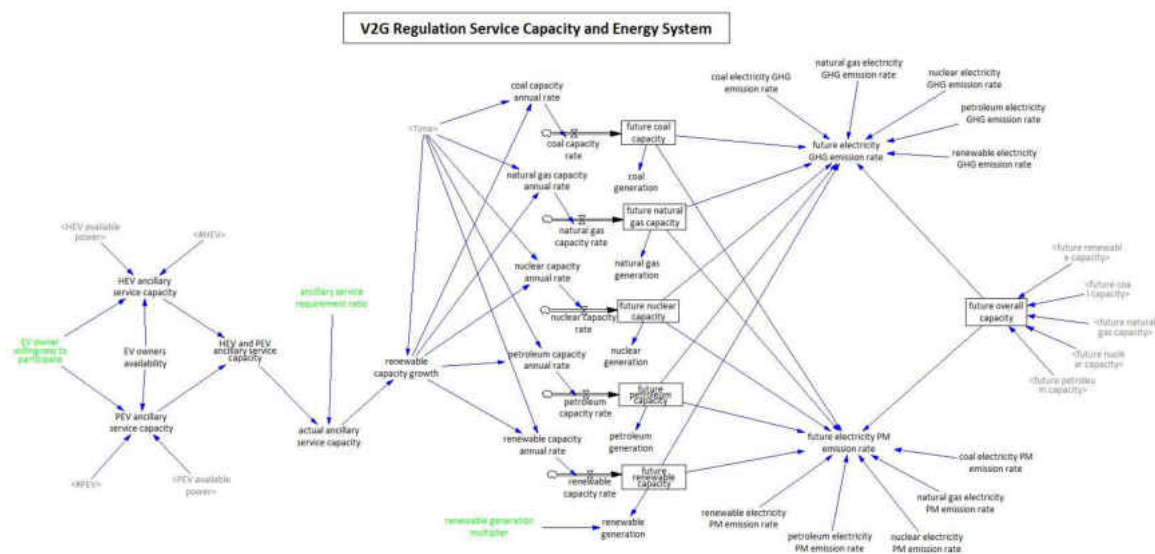 V2G Regulation Service Capacity and Energy System
coal capacity
annual rate
<Time>
coal capacity
rate
future coal
capacity
coal
generation
natural gas capacity
annual rate
natural gas
capacity rate
future natural
gas capacity
natural gas
generation
nuclear capacity
annual rate
nuclear capacity
rate
future nuclear
capacity
nuclear
generation
petroleum capacity
annual rate
petroleum
capacity rate
future
petroleum capacity
petroleum
generation
renewable capacity
annual rate
renewable
capacity rate
future
renewable capacity
renewable
generation
renewable generation
multiplier
<HEV available
power>
<#HEV>
HEV ancillary
service capacity
EV owner
willingness to
participate
EV owners
availability
HEV and PEV
ancillary service
capacity
PEV ancillary
service capacity
<#PEV>
<PEV available
power>
ancillary service
requirement ratio
actual ancillary
service capacity
renewable
capacity growth
coal electricity GHG
emission rate
natural gas electricity
GHG emission rate
nuclear electricity
GHG emission rate
petroleum electricity
GHG emission rate
renewable electricity
GHG emission rate
future electricity
GHG emission rate
<future renewabl
e capacity>
<future coa
l capacity>
<future natural
gas capacity>
<future nucle
ar capacity>
<future petroleu
m capacity>
future overall
capacity
future electricity PM
emission rate
coal electricity PM
emission rate
natural gas electricity
PM emission rate
nuclear electricity
PM emission rate
petroleum electricity
PM emission rate
renewable electricity
PM emission rate